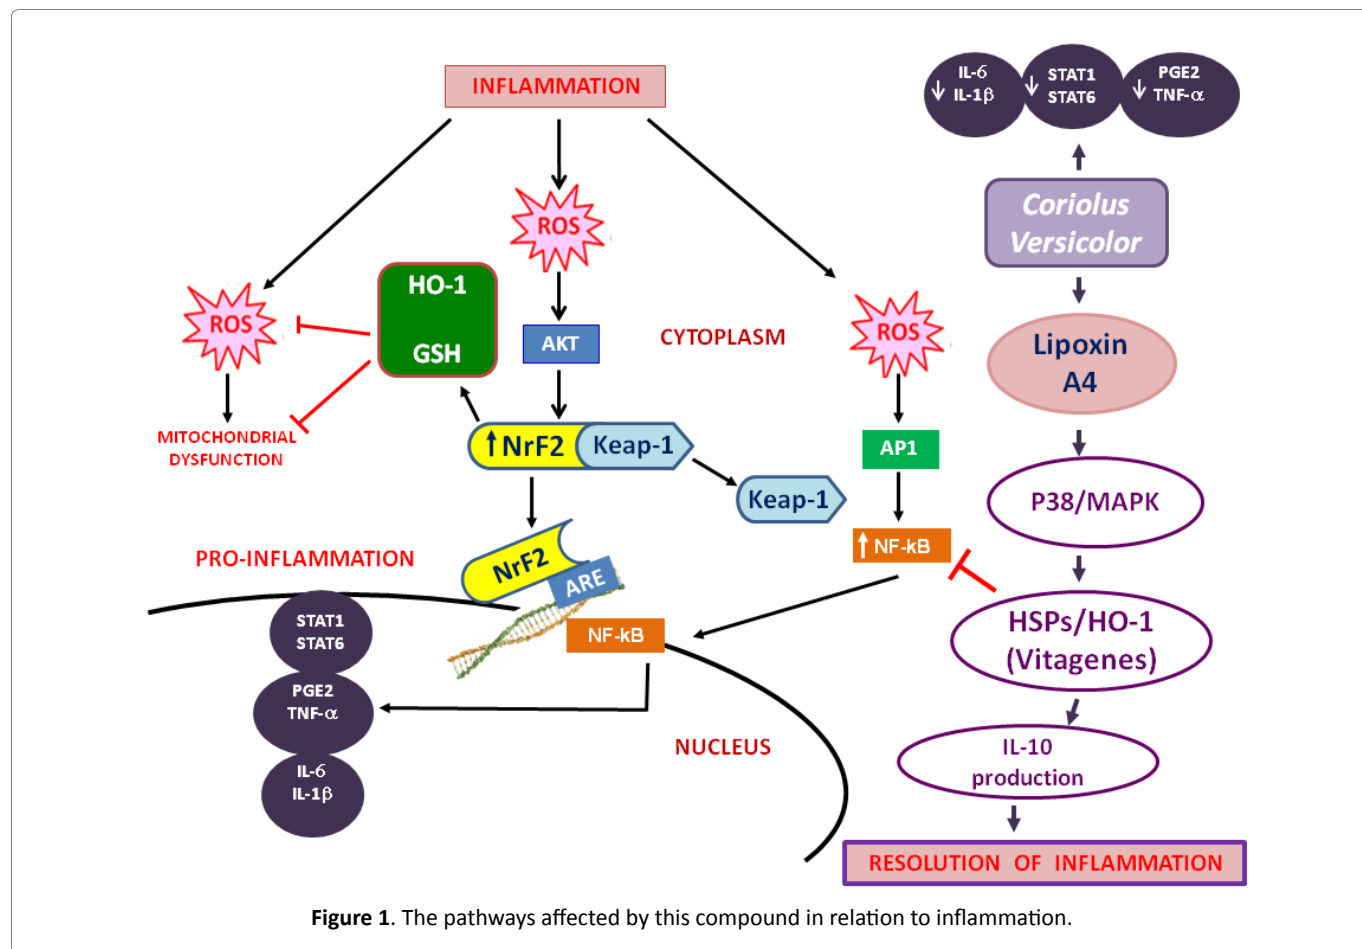 INFLAMMATION
IL-6
IL-1β
STAT1
STAT6
PGE2
TNF-α
Coriolus
Versicolor
ROS
HO-1
GSH
ROS
AKT
CYTOPLASM
ROS
Lipoxin
A4
MITOCHONDRIAL
DYSFUNCTION
NrF2
Keap-1
AP1
Keap-1
P38/MAPK
NF-kB
PRO-INFLAMMATION
NrF2
ARE
STAT1
STAT6
NF-kB
HSPs/HO-1
(Vitagenes)
PGE2
TNF-α
NUCLEUS
IL-10
production
IL-6
IL-1β
RESOLUTION OF INFLAMMATION
Figure 1. The pathways affected by this compound in relation to inflammation.